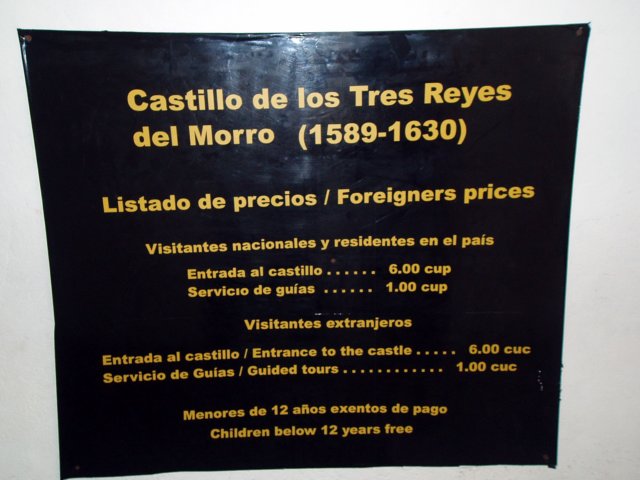 Castillo de los Tres Reyes
del Morro (1589-1630)
Listado de precios / Foreigners prices
Visitantes nacionales y residentes en el país
Entrada al castillo . . . . . . 6.00 cup
Servicio de guías . . . . . . 1.00 cup
Visitantes extranjeros
Entrada al castillo / Entrance to the castle . . . . . 6.00 cuc
Servicio de Guías / Guided tours . . . . . . . . . . . . 1.00 cuc
Menores de 12 años exentos de pago
Children below 12 years free